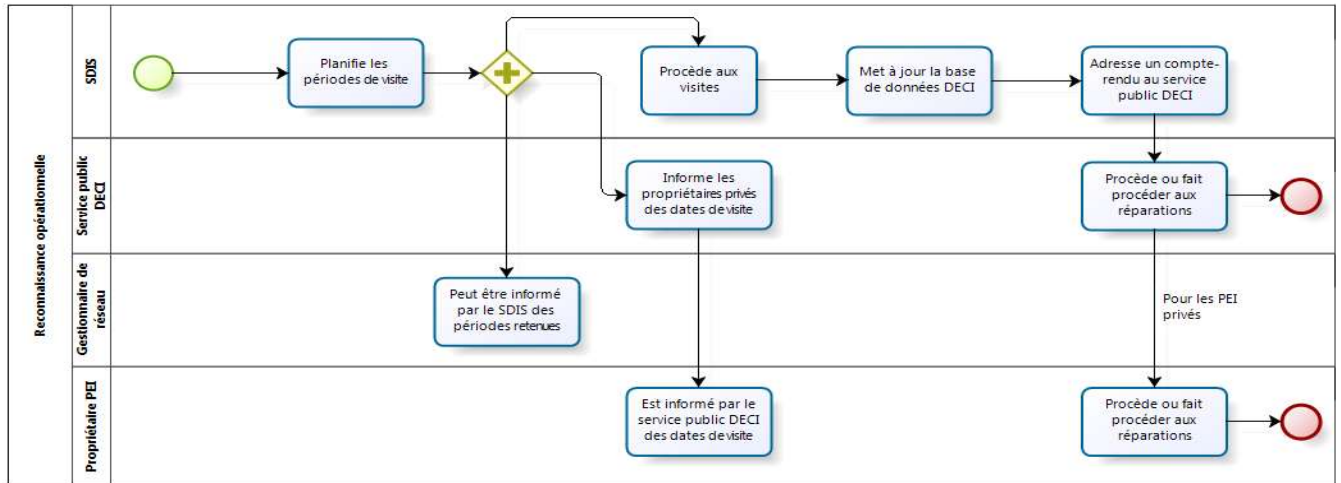 Reconnaissance opérationnelle
SDIS
Planifie les
périodes de visite
Procède aux
visites
Met à jour la base
de données DECI
Adresse un compte-
rendu au service
public DECI
Service public
DECI
Informe les
propriétaires privés
des dates de visite
Procède ou fait
procéder aux
réparations
Gestionnaire de
réseau
Peut être informé
par le SDIS des
périodes retenues
Pour les PEI
privés
Propriétaire PEI
Est informé par le
service public DECI
des dates de visite
Procède ou fait
procéder aux
réparations